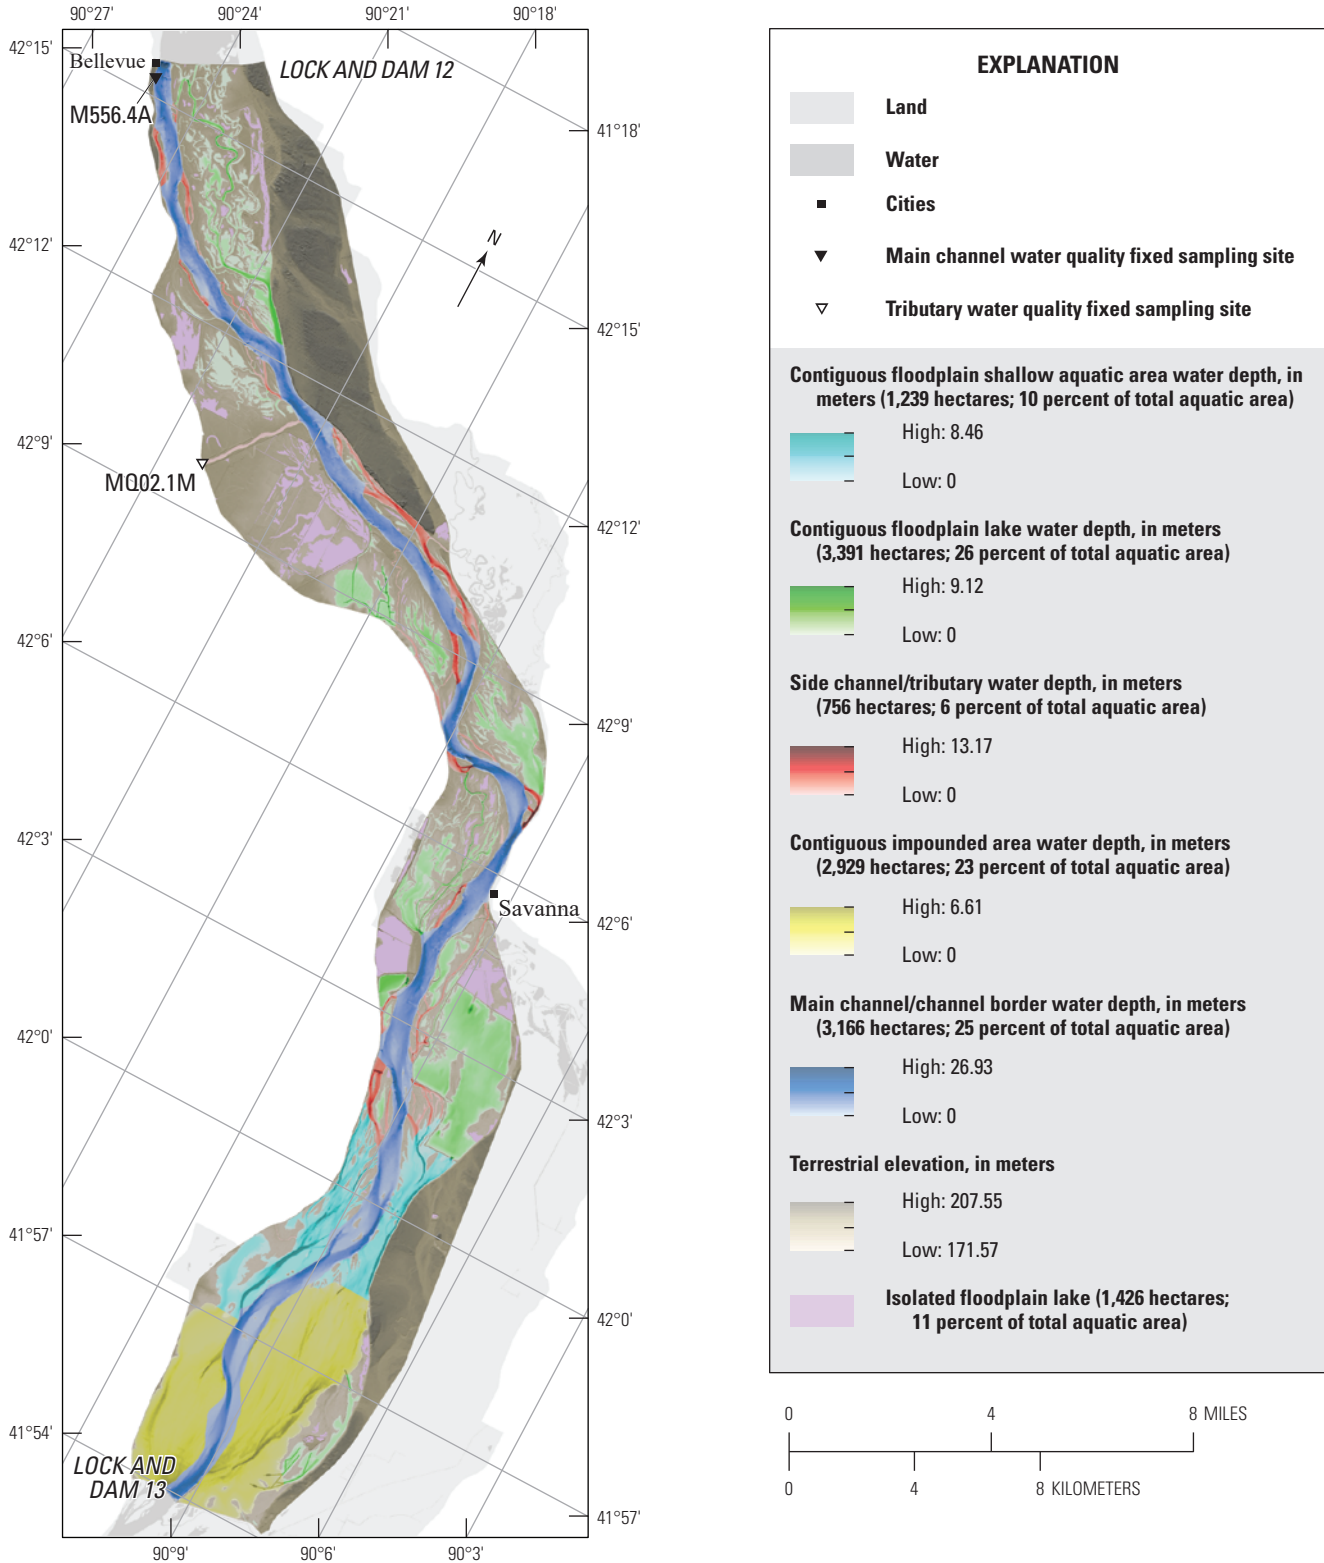 90°27'
90°24'
90°21'
90°18'
42°15'
42°12'
42°9'
42°6'
42°3'
42°0'
41°57'
41°54'
Bellevue
LOCK AND DAM 12
M556.4A
N
MQ02.1M
Savanna
LOCK AND
DAM 13
41°18'
42°15'
42°12'
42°9'
42°6'
42°3'
42°0'
41°57'
90°9'
90°6'
90°3'
EXPLANATION
Land
Water
Cities
Main channel water quality fixed sampling site
Tributary water quality fixed sampling site
Contiguous floodplain shallow aquatic area water depth, in
meters (1,239 hectares; 10 percent of total aquatic area)
High: 8.46
Low: 0
Contiguous floodplain lake water depth, in meters
(3,391 hectares; 26 percent of total aquatic area)
High: 9.12
Low: 0
Side channel/tributary water depth, in meters
(756 hectares; 6 percent of total aquatic area)
High: 13.17
Low: 0
Contiguous impounded area water depth, in meters
(2,929 hectares; 23 percent of total aquatic area)
High: 6.61
Low: 0
Main channel/channel border water depth, in meters
(3,166 hectares; 25 percent of total aquatic area)
High: 26.93
Low: 0
Terrestrial elevation, in meters
High: 207.55
Low: 171.57
Isolated floodplain lake (1,426 hectares;
11 percent of total aquatic area)
0 4 8 MILES
0 4 8 KILOMETERS